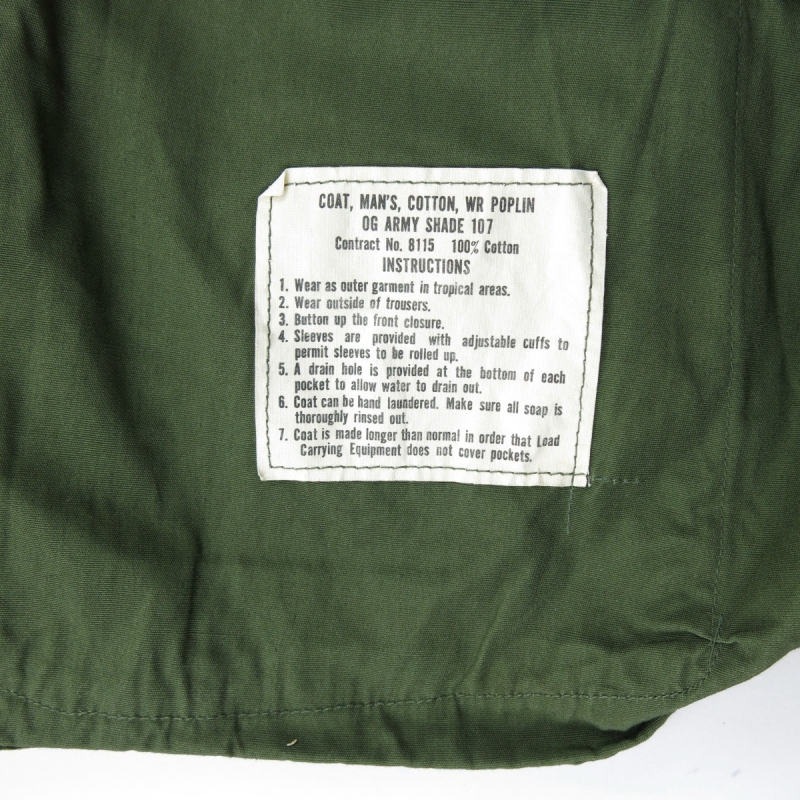 COAT, MAN'S, COTTON, WR POPLIN
OG ARMY SHADE 107
Contract No. 8115 100% Cotton
INSTRUCTIONS
1. Wear as outer garment in tropical areas.
2. Wear outside of trousers.
3. Button up the front closure.
4. Sleeves are provided with adjustable cuffs to
permit sleeves to be rolled up.
5. A drain hole is provided at the bottom of each
pocket to allow water to drain out.
6. Coat can be hand laundered. Make sure all soap is
thoroughly rinsed out.
7. Coat is made longer than normal in order that Load
Carrying Equipment does not cover pockets.